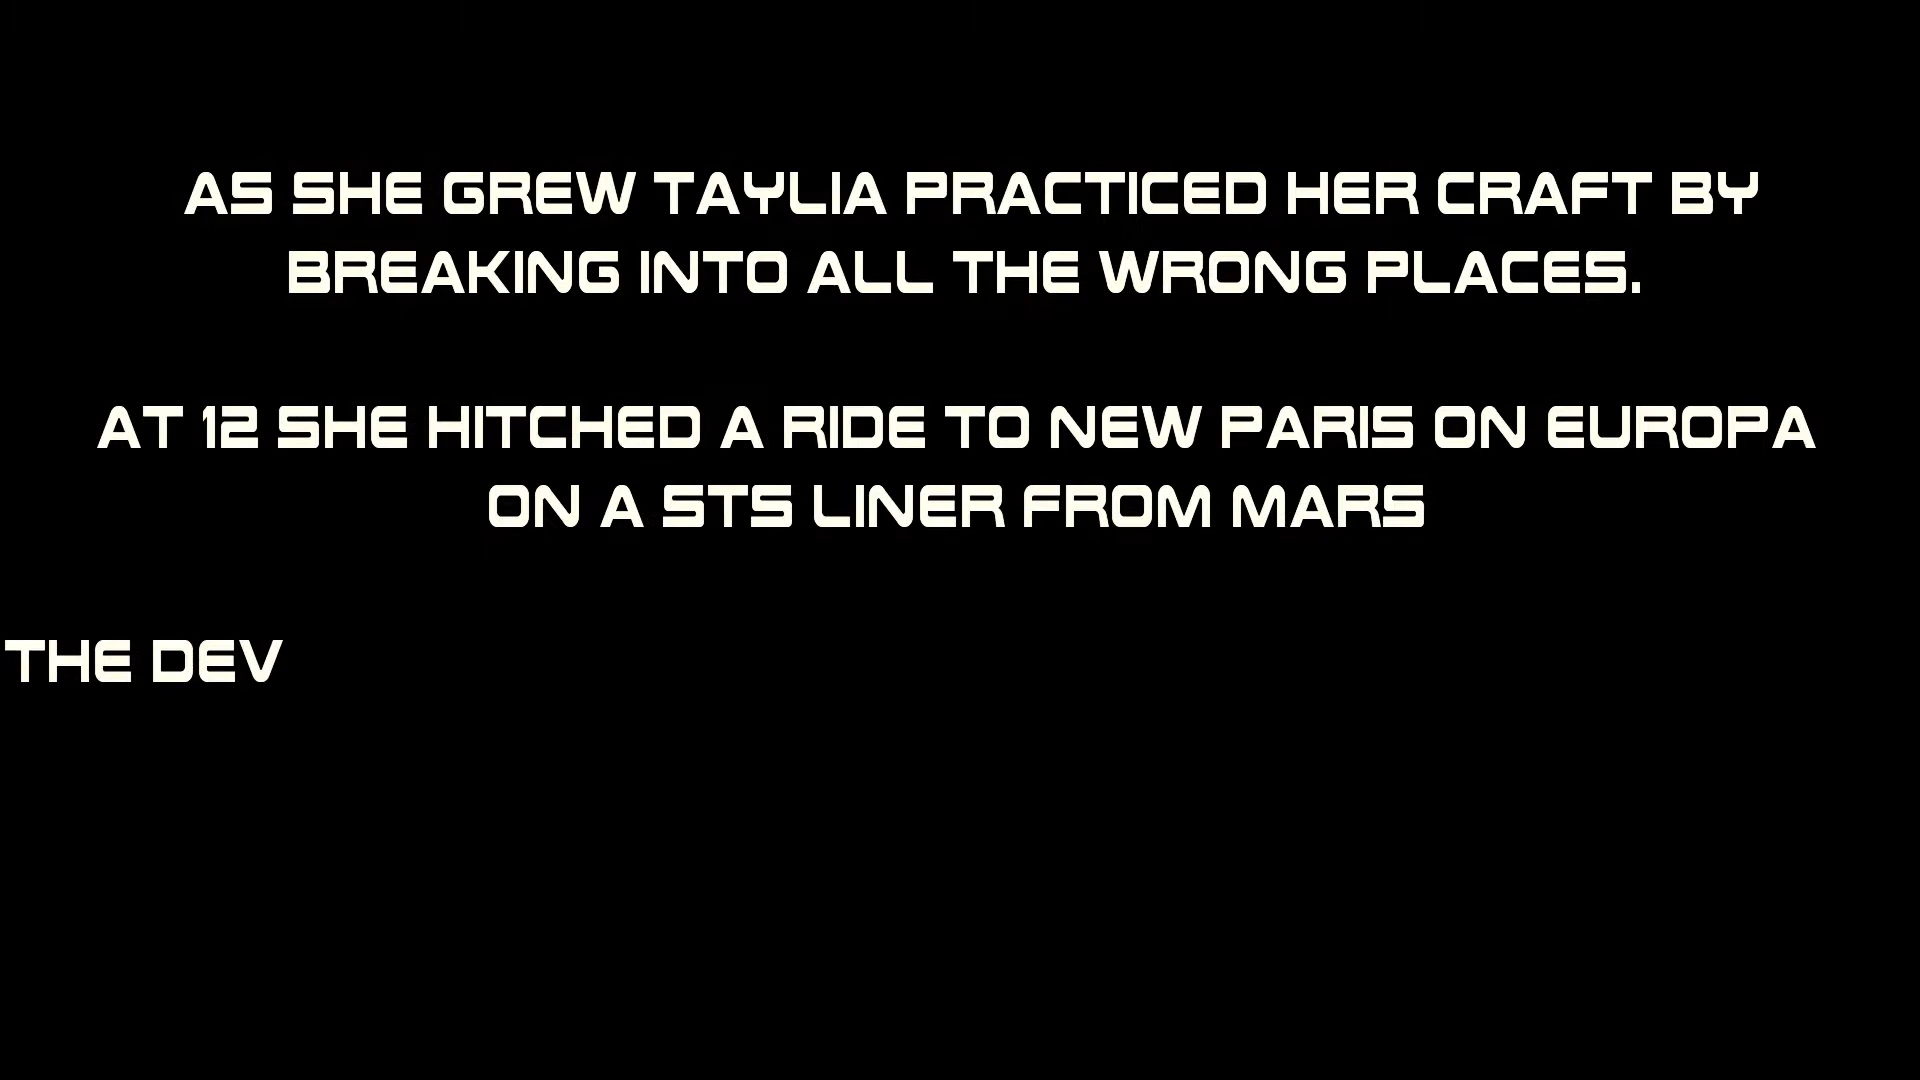 AS SHE GREW TAYLIA PRACTICED HER CRAFT BY
BREAKING INTO ALL THE WRONG PLACES.
AT 12 SHE HITCHED A RIDE TO NEW PARIS ON EUROPA
ON A STS LINER FROM MARS
THE DEV